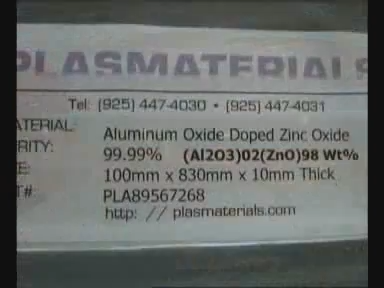 PLASMATERIALS
Tel: (925) 447-4030 • (925) 447-4031
ATERIAL Aluminum Oxide Doped Zinc Oxide
RITY: 99.99% (Al2O3)02(ZnO)98 Wt%
E: 100mm x 830mm x 10mm Thick
T# PLA89567268
http: // plasmaterials.com